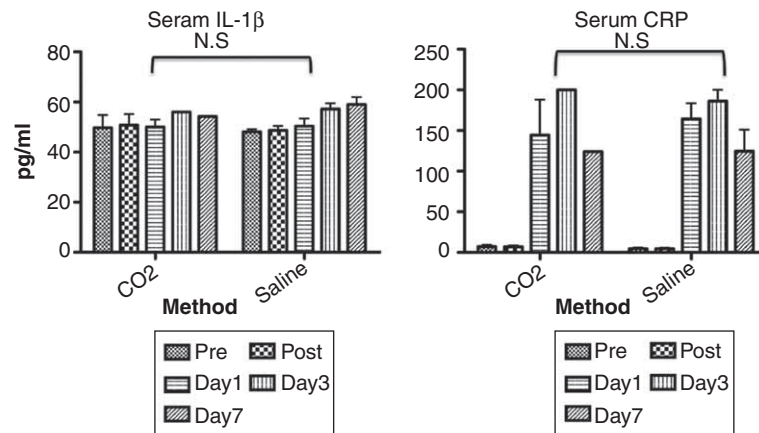 Seram IL-1β
N.S
pg/ml
80
60
40
20
0
CO2
Saline
Method
Pre
Post
Day1
Day3
Day7
Serum CRP
N.S
250
200
150
100
50
0
CO2
Saline
Method
Pre
Post
Day1
Day3
Day7